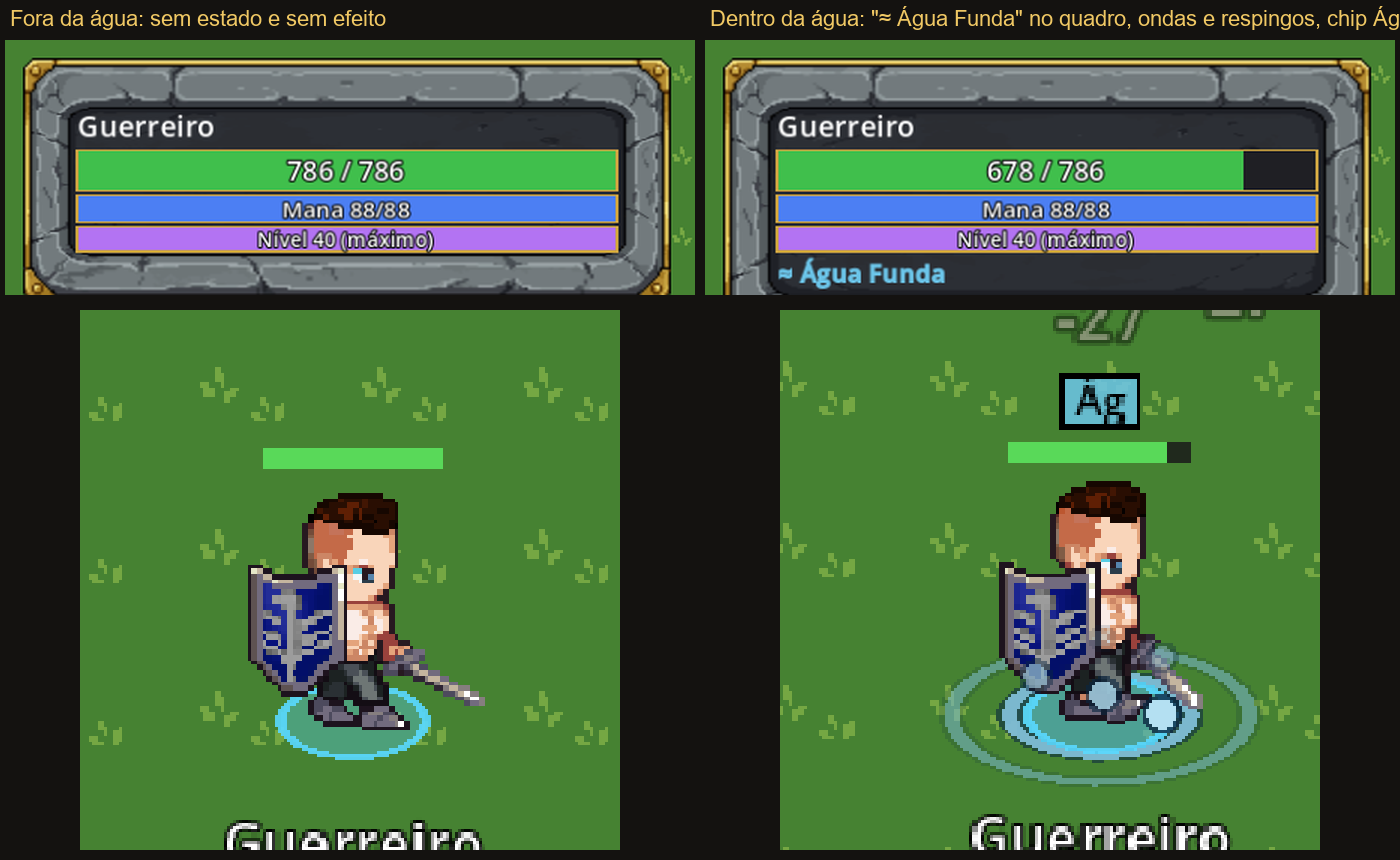 Fora da água: sem estado e sem efeito
Dentro da água: "≈ Água Funda" no quadro, ondas e respingos, chip Ág
Guerreiro
786 / 786
Mana 88/88
Nível 40 (máximo)
Guerreiro
678 / 786
Mana 88/88
Nível 40 (máximo)
≈ Água Funda
-27
Ág
Guerreiro
Guerreiro